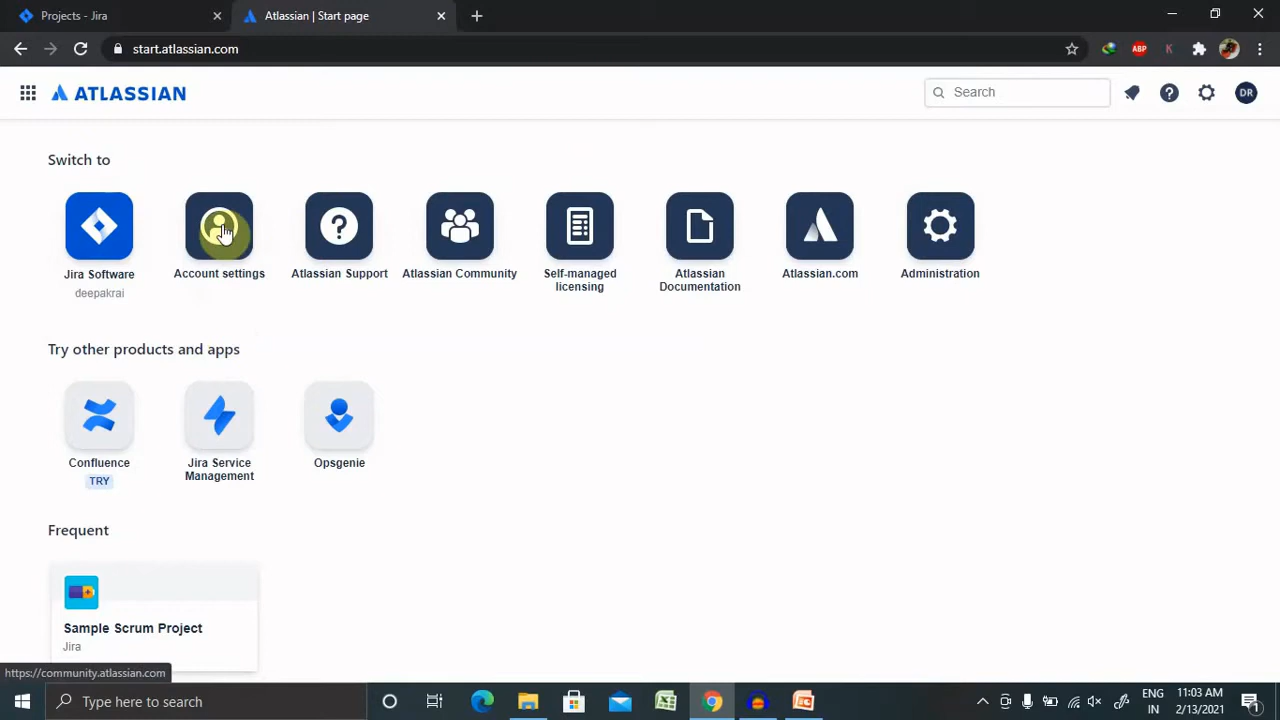 Projects - Jira
Atlassian | Start page
start.atlassian.com
ABP
K
ATLASSIAN
Search
DR
Switch to
Jira Software
deepakrai
Account settings
Atlassian Support
Atlassian Community
Self-managed
licensing
Atlassian
Documentation
Atlassian.com
Administration
Try other products and apps
Confluence
TRY
Jira Service
Management
Opsgenie
Frequent
Sample Scrum Project
Jira
https://community.atlassian.com
Type here to search
ENG
IN
11:03 AM
2/13/2021
1